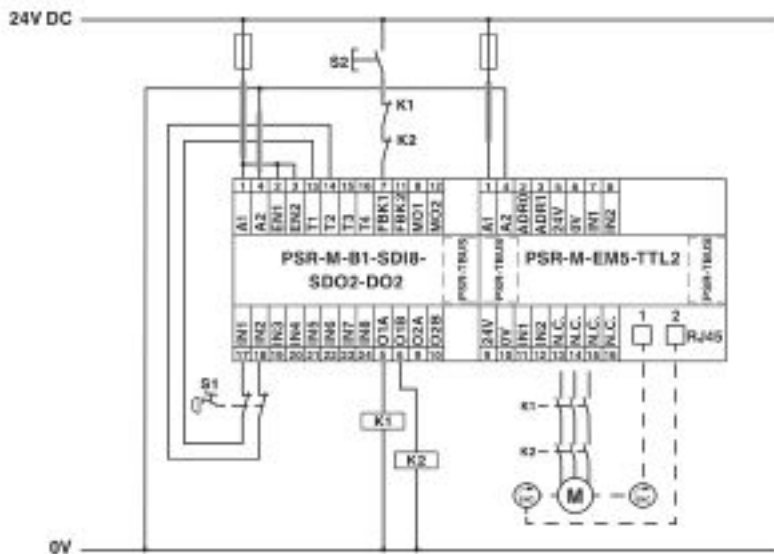 24V DC
S2
K1
K2
1 4 2 3 13 14 15 16 7 11 8 12
A1 A2 EN1 EN2 T1 T2 T3 T4 FBK1 FBK2 MO1 MO2
1 4 2 3 5 6 7 8
A1 A2 ADR0 ADR1 24V 0V IN1 IN2
PSR-M-B1-SDI8-
SDO2-DO2
PSR-TBUS
PSR-TBUS
PSR-M-EM5-TTL2
PSR-TBUS
IN1 IN2 IN3 IN4 IN5 IN6 IN7 IN8 O1A O1B O2A O2B
17 18 19 20 21 22 23 24 5 6 9 10
24V 0V IN1 IN2 N.C. N.C. N.C. N.C.
9 10 11 12 13 14 15 16
1 2
RJ45
S1
K1
K2
K1
K2
M
0V